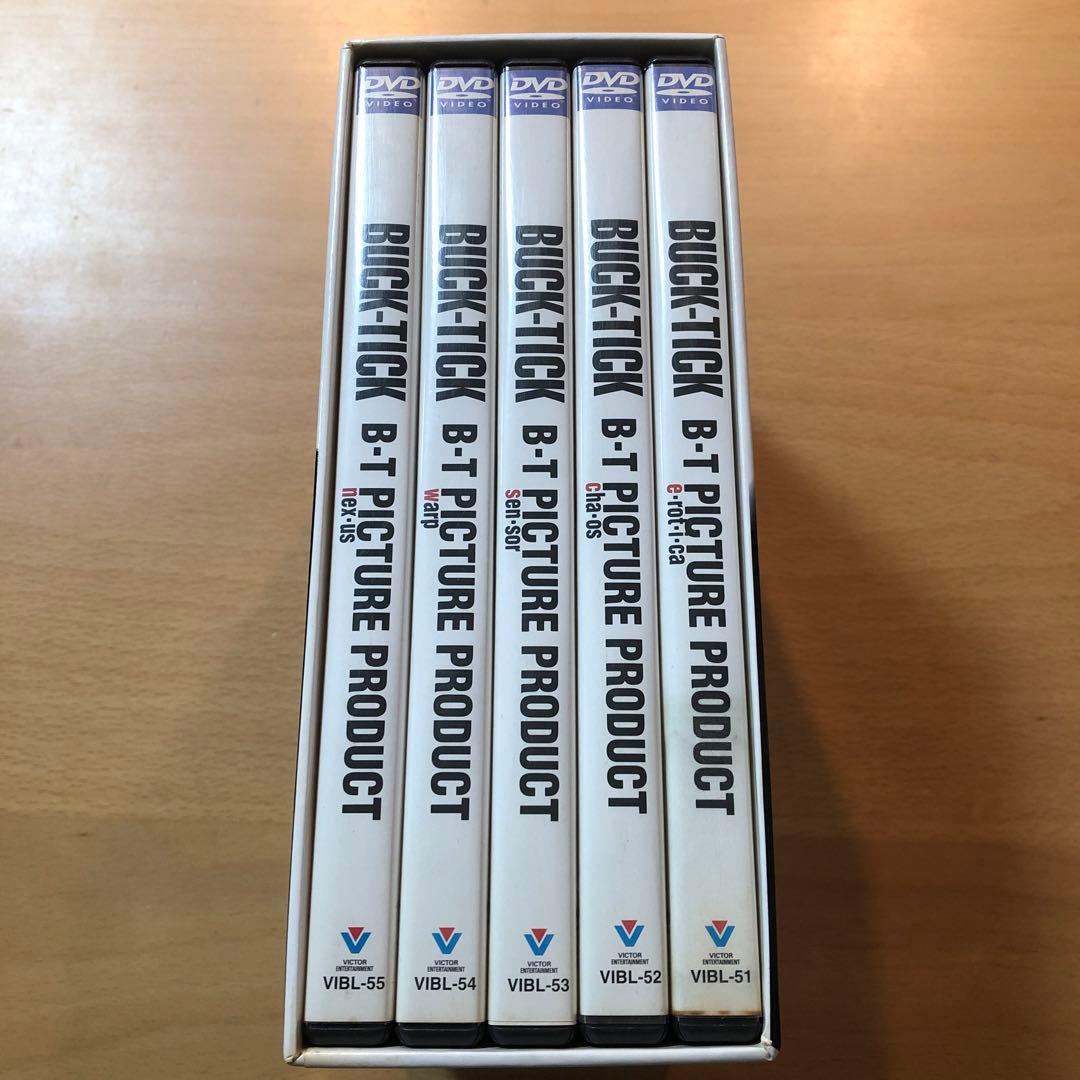 DVD
VIDEO
BUCK-TICK
B-T PICTURE PRODUCT
nex·us
VICTOR
ENTERTAINMENT
VIBL-55
DVD
VIDEO
BUCK-TICK
B-T PICTURE PRODUCT
warp
VICTOR
ENTERTAINMENT
VIBL-54
DVD
VIDEO
BUCK-TICK
B-T PICTURE PRODUCT
sen·sor
VICTOR
ENTERTAINMENT
VIBL-53
DVD
VIDEO
BUCK-TICK
B-T PICTURE PRODUCT
cha·os
VICTOR
ENTERTAINMENT
VIBL-52
DVD
VIDEO
BUCK-TICK
B-T PICTURE PRODUCT
e·rot·i·ca
VICTOR
ENTERTAINMENT
VIBL-51